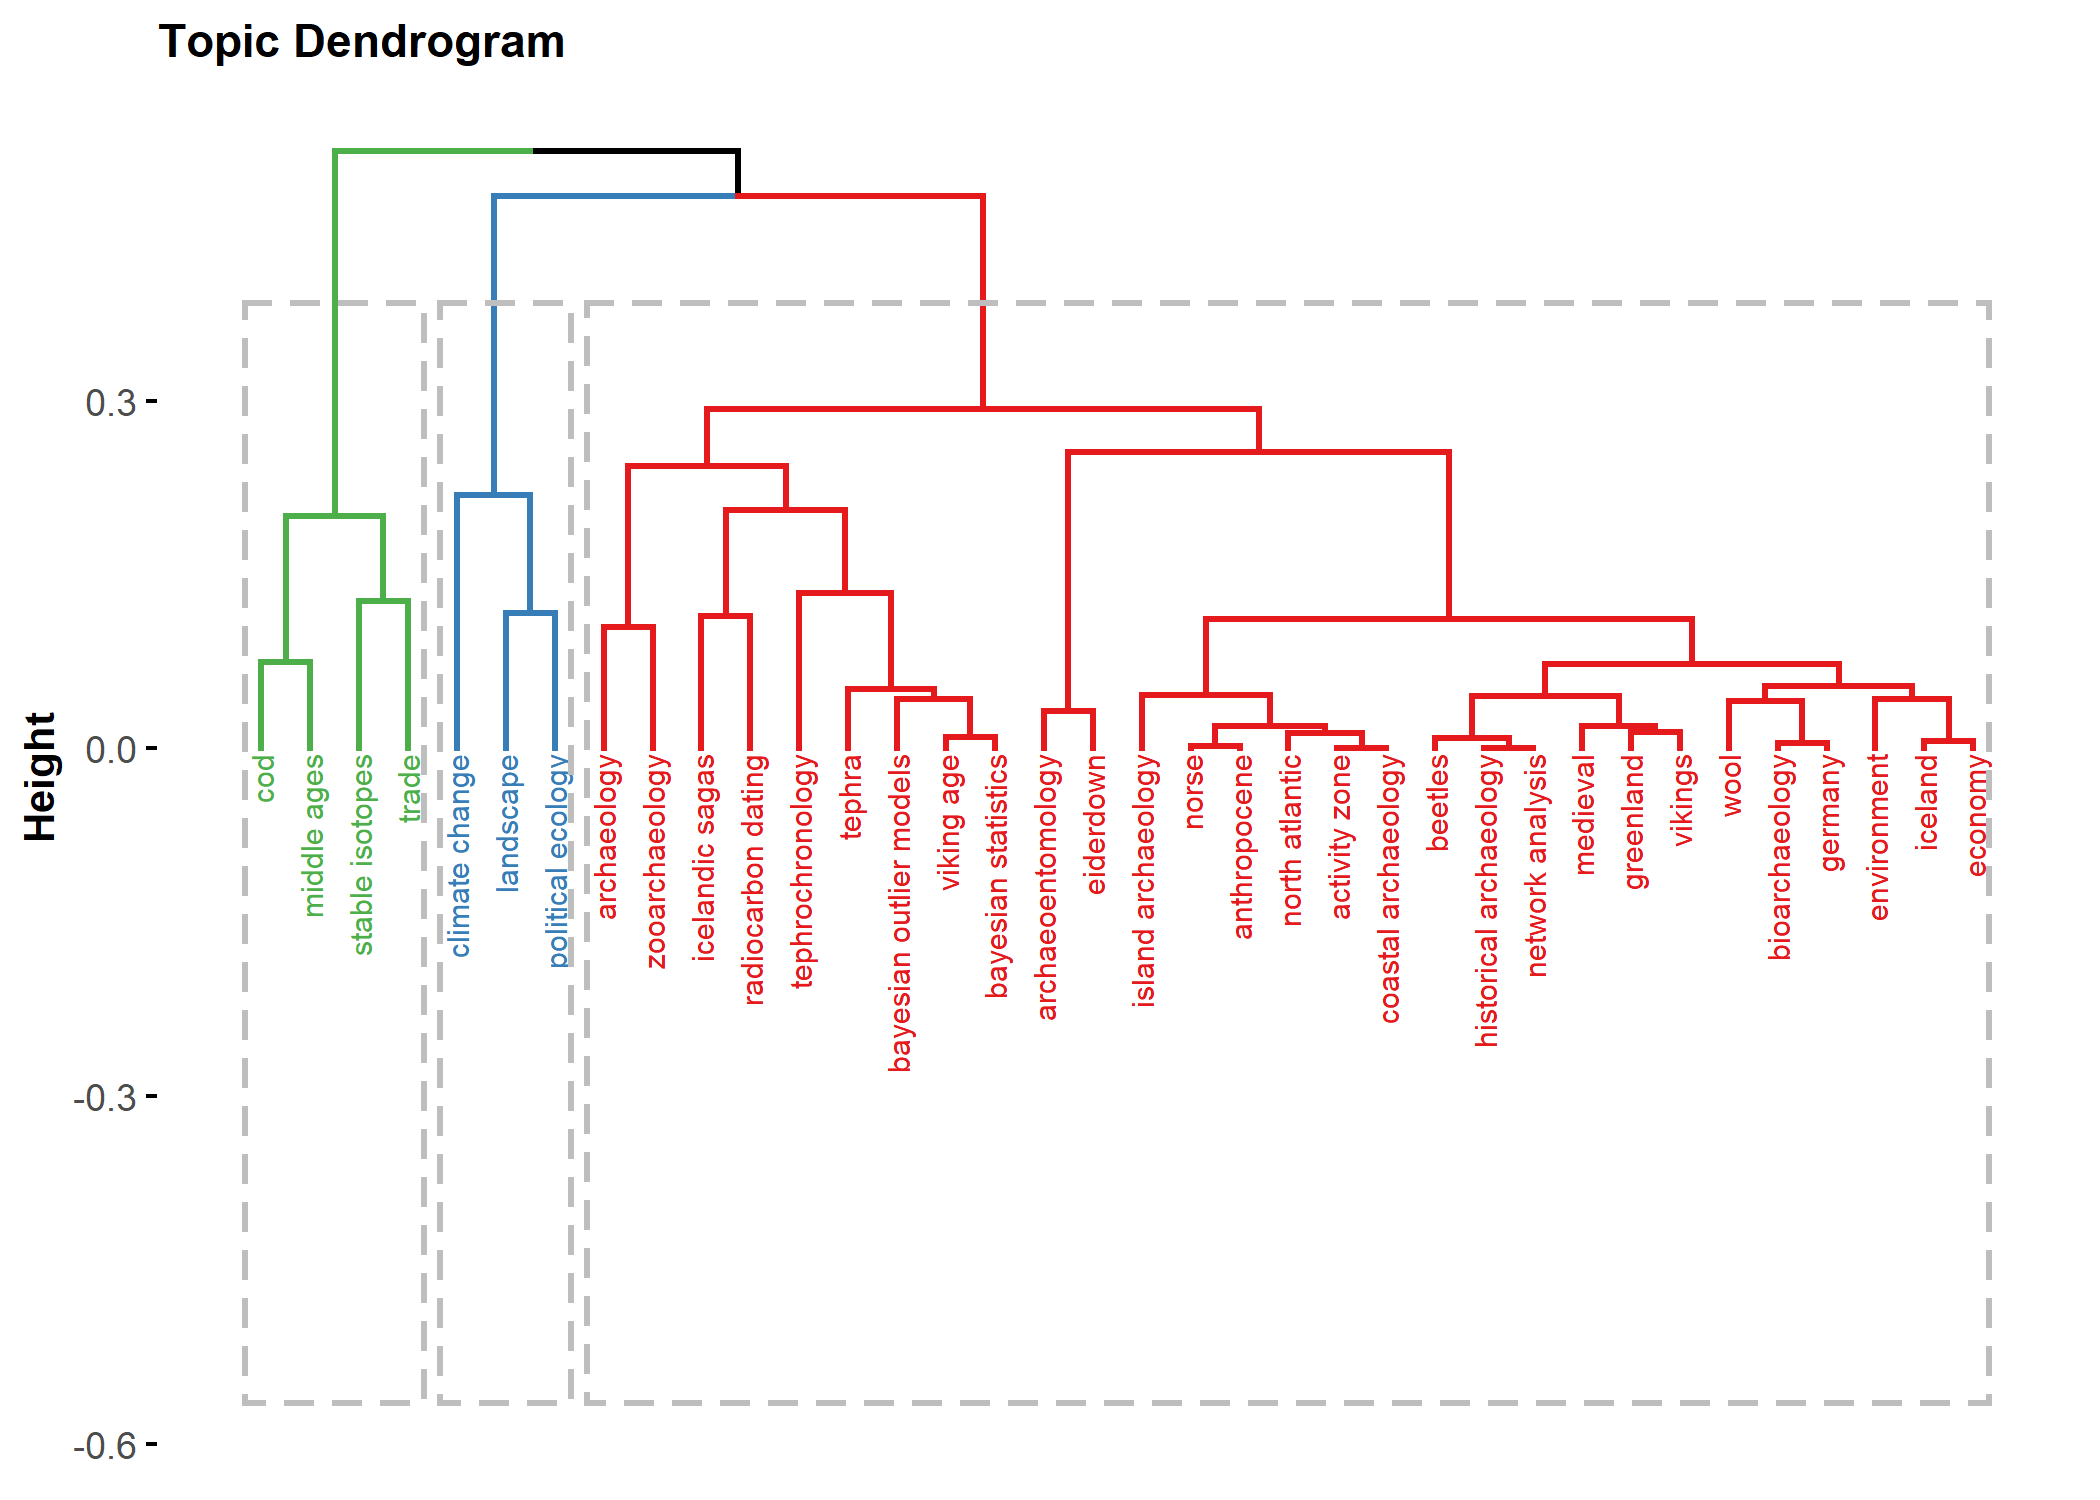 Topic Dendrogram
Height
0.3
0.0
-0.3
-0.6
cod
middle ages
stable isotopes
trade
climate change
landscape
political ecology
archaeology
zooarchaeology
icelandic sagas
radiocarbon dating
tephrochronology
tephra
bayesian outlier models
viking age
bayesian statistics
archaeoentomology
eiderdown
island archaeology
norse
anthropocene
north atlantic
activity zone
coastal archaeology
beetles
historical archaeology
network analysis
medieval
greenland
vikings
wool
bioarchaeology
germany
environment
iceland
economy